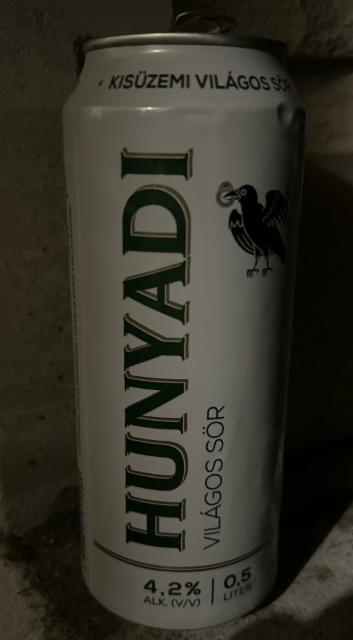 • KISÜZEMI VILÁGOS SÖR
HUNYADI
VILÁGOS SÖR
4,2%
ALK. (V/V)
0,5
LITER